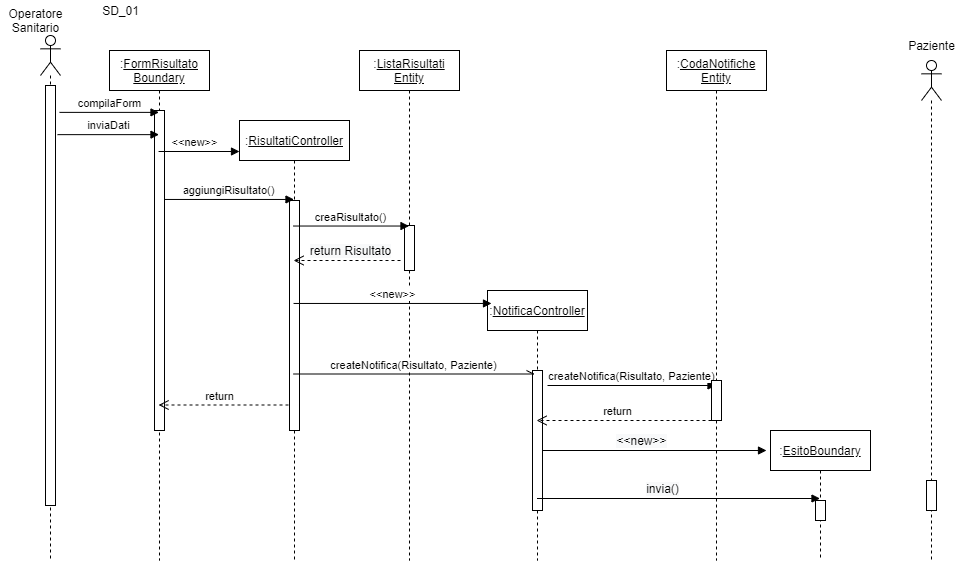 SD_01
Operatore
Sanitario
Paziente
:FormRisultato
Boundary
:ListaRisultati
Entity
:CodaNotifiche
Entity
compilaForm
inviaDati
<<new>>
:RisultatiController
aggiungiRisultato()
creaRisultato()
return Risultato
<<new>>
:NotificaController
createNotifica(Risultato, Paziente)
createNotifica(Risultato, Paziente)
return
return
<<new>>
:EsitoBoundary
invia()